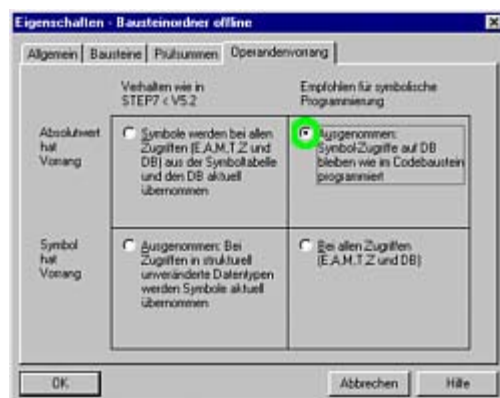 Eigenschaften - Bausteinordner offline
Allgemein Bausteine Prüfsummen Operandenvorrang
Verhalten wie in
STEP7 < V5.2
Empfohlen für symbolische
Programmierung
Absolutwert
hat
Vorrang
Symbole werden bei allen
Zugriffen (E,A,M,T,Z und
DB) aus der Symboltabelle
und den DB aktuell
übernommen
Ausgenommen:
Symbol-Zugriffe auf DB
bleiben wie im Codebaustein
programmiert
Symbol
hat
Vorrang
Ausgenommen: Bei
Zugriffen in strukturell
unveränderte Datentypen
werden Symbole aktuell
übernommen
Bei allen Zugriffen
(E,A,M,T,Z und DB)
OK Abbrechen Hilfe